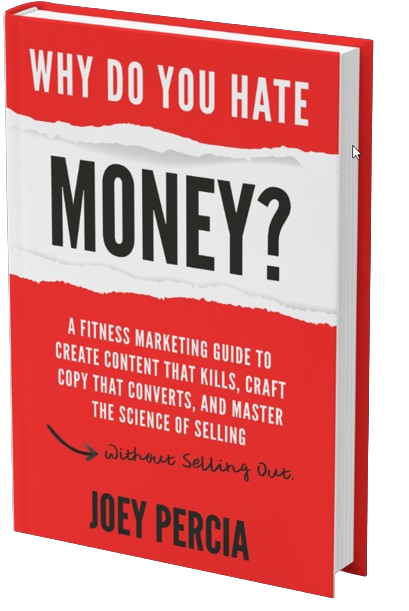 WHY DO YOU HATE
MONEY?
A FITNESS MARKETING GUIDE TO
CREATE CONTENT THAT KILLS, CRAFT
COPY THAT CONVERTS, AND MASTER
THE SCIENCE OF SELLING
Without Selling Out.
JOEY PERCIA